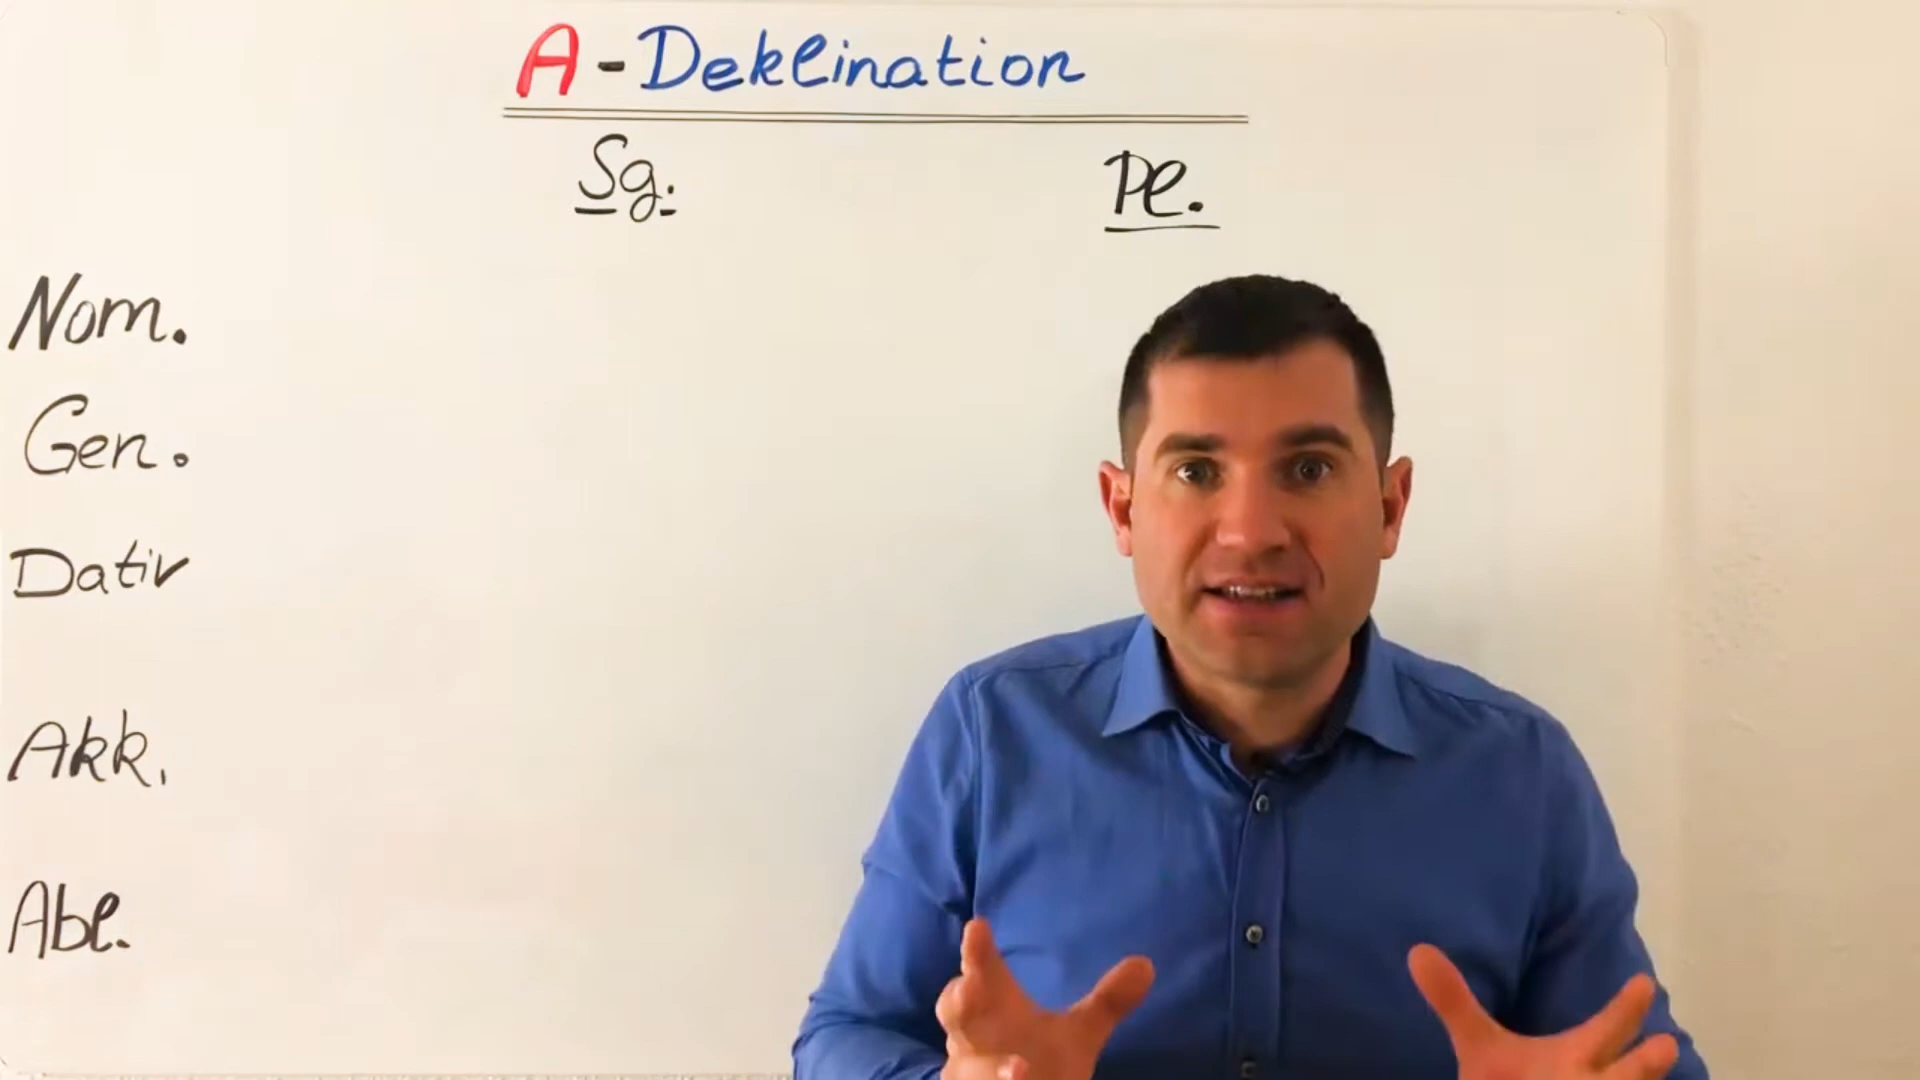 A-Deklination
Sg. Pl.
Nom.
Gen.
Dativ
Akk.
Abl.